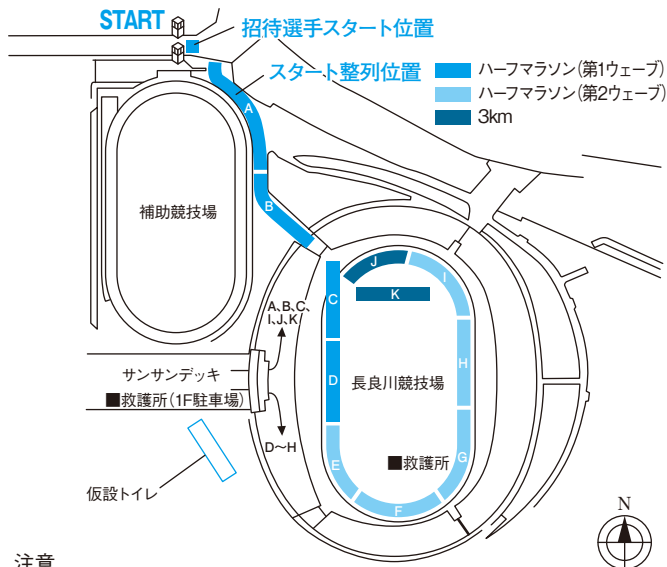 START
招待選手スタート位置
スタート整列位置
ハーフマラソン(第1ウェーブ)
ハーフマラソン(第2ウェーブ)
3km
A
B
補助競技場
J
I
K
C
A、B、C、
I、J、K
H
サンサンデッキ
D
長良川競技場
■救護所(1F駐車場)
D〜H
E
■救護所
G
仮設トイレ
F
N
注意